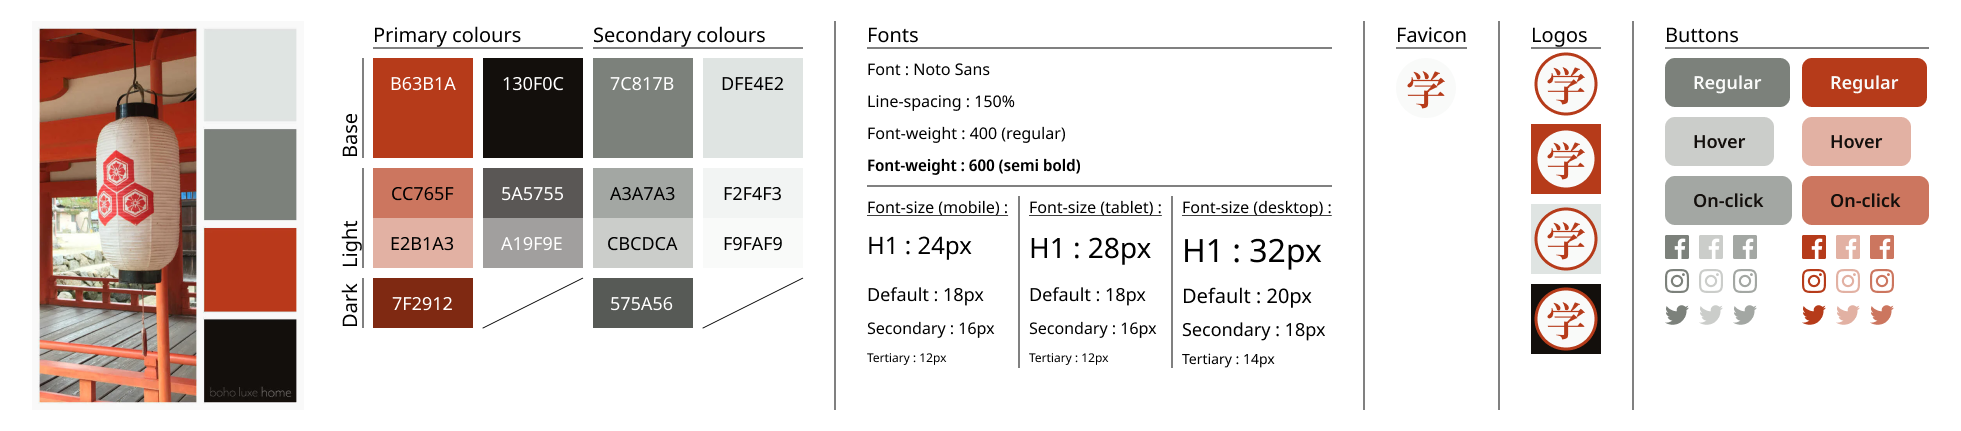 boho luxe home
Primary colours
Secondary colours
Base
B63B1A
130F0C
7C817B
DFE4E2
Light
CC765F
5A5755
A3A7A3
F2F4F3
E2B1A3
A19F9E
CBCDCA
F9FAF9
Dark
7F2912
575A56
Fonts
Font : Noto Sans
Line-spacing : 150%
Font-weight : 400 (regular)
Font-weight : 600 (semi bold)
Font-size (mobile) :
H1 : 24px
Default : 18px
Secondary : 16px
Tertiary : 12px
Font-size (tablet) :
H1 : 28px
Default : 18px
Secondary : 16px
Tertiary : 12px
Font-size (desktop) :
H1 : 32px
Default : 20px
Secondary : 18px
Tertiary : 14px
Favicon
学
Logos
学
学
学
学
Buttons
Regular
Regular
Hover
Hover
On-click
On-click